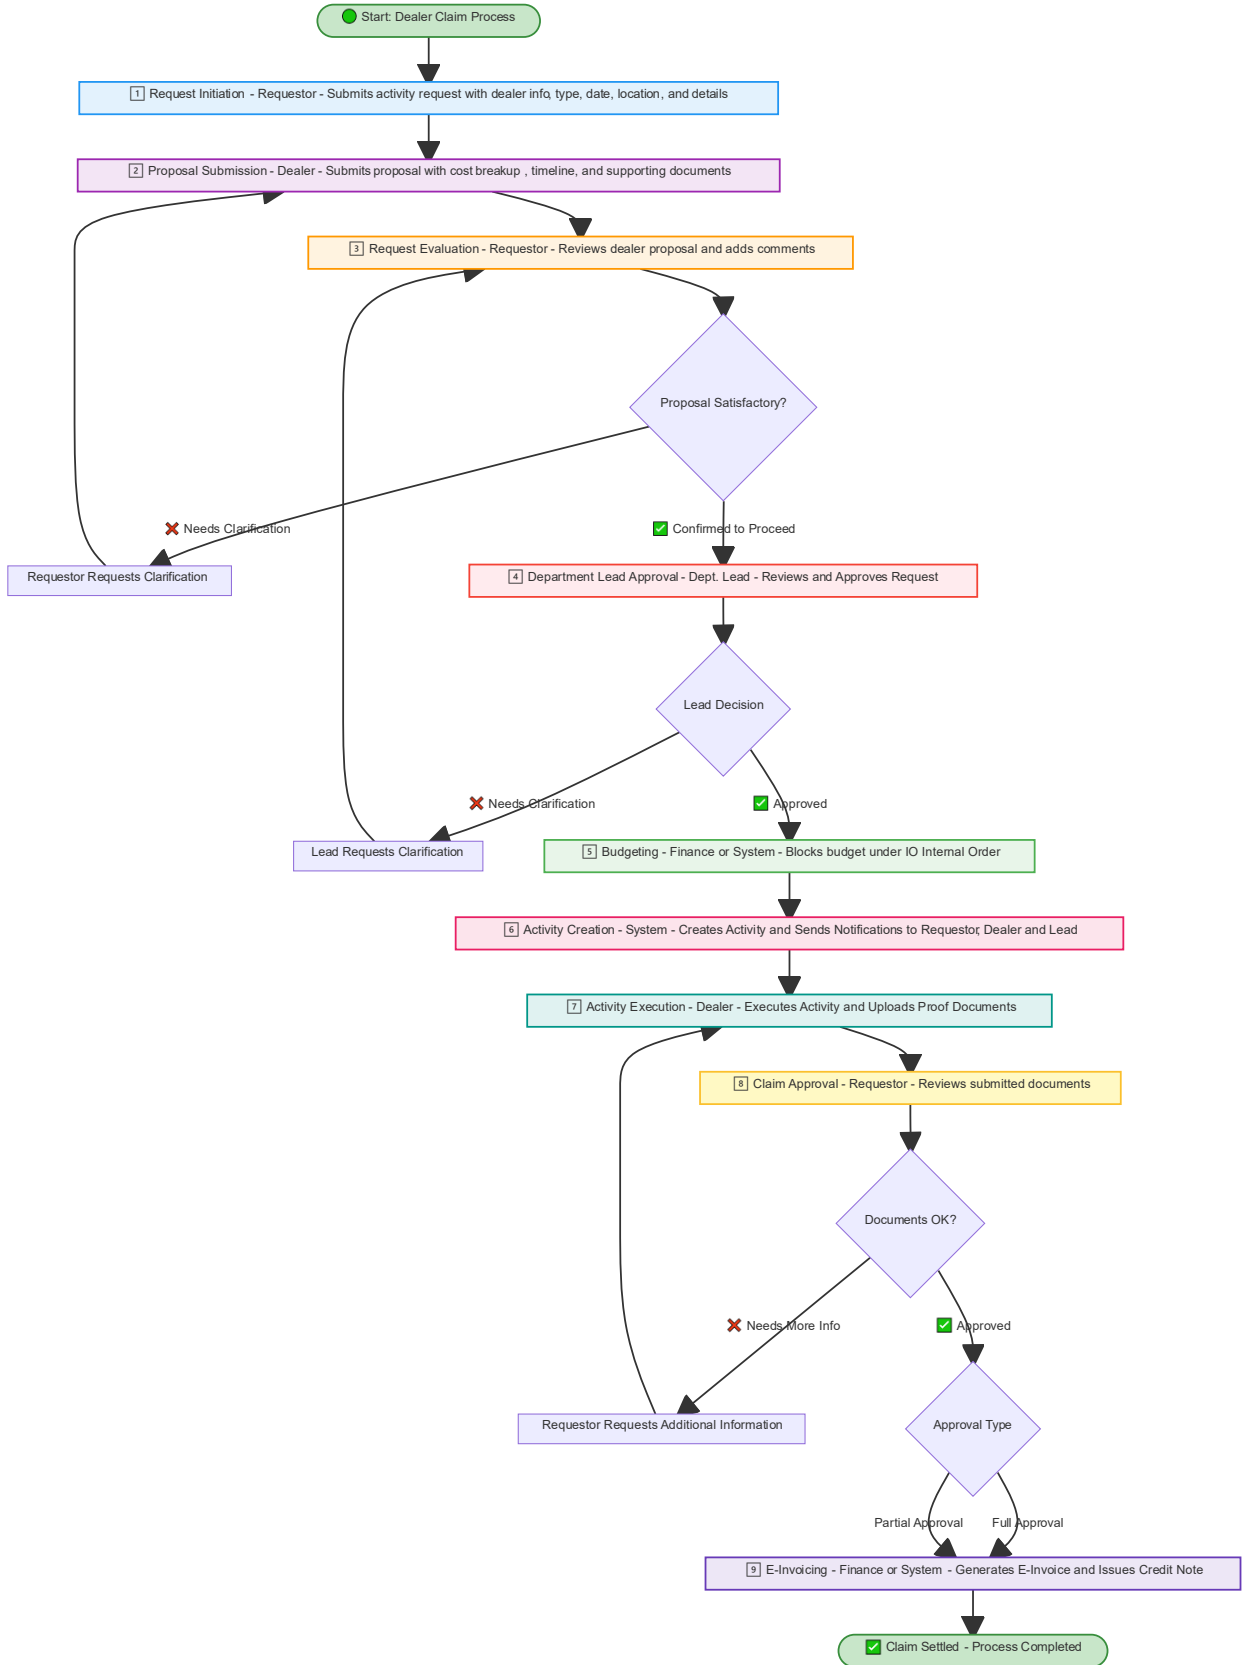 🟢 Start: Dealer Claim Process
1 Request Initiation - Requestor - Submits activity request with dealer info, type, date, location, and details
2 Proposal Submission - Dealer - Submits proposal with cost breakup , timeline, and supporting documents
3 Request Evaluation - Requestor - Reviews dealer proposal and adds comments
Proposal Satisfactory?
❌ Needs Clarification
✅ Confirmed to Proceed
Requestor Requests Clarification
4 Department Lead Approval - Dept. Lead - Reviews and Approves Request
Lead Decision
❌ Needs Clarification
✅ Approved
Lead Requests Clarification
5 Budgeting - Finance or System - Blocks budget under IO Internal Order
6 Activity Creation - System - Creates Activity and Sends Notifications to Requestor, Dealer and Lead
7 Activity Execution - Dealer - Executes Activity and Uploads Proof Documents
8 Claim Approval - Requestor - Reviews submitted documents
Documents OK?
❌ Needs More Info
✅ Approved
Requestor Requests Additional Information
Approval Type
Partial Approval
Full Approval
9 E-Invoicing - Finance or System - Generates E-Invoice and Issues Credit Note
✅ Claim Settled - Process Completed